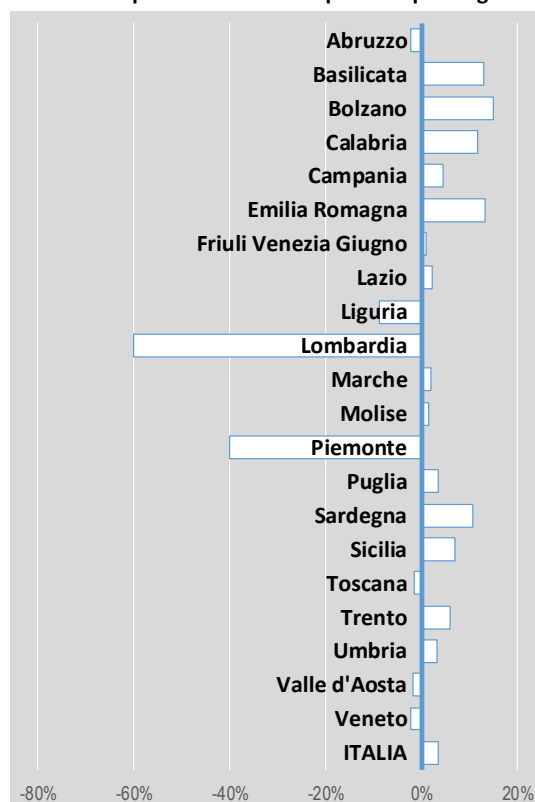 Abruzzo
Basilicata
Bolzano
Calabria
Campania
Emilia Romagna
Friuli Venezia Giugno
Lazio
Liguria
Lombardia
Marche
Molise
Piemonte
Puglia
Sardegna
Sicilia
Toscana
Trento
Umbria
Valle d'Aosta
Veneto
ITALIA
-80% -60% -40% -20% 0% 20%